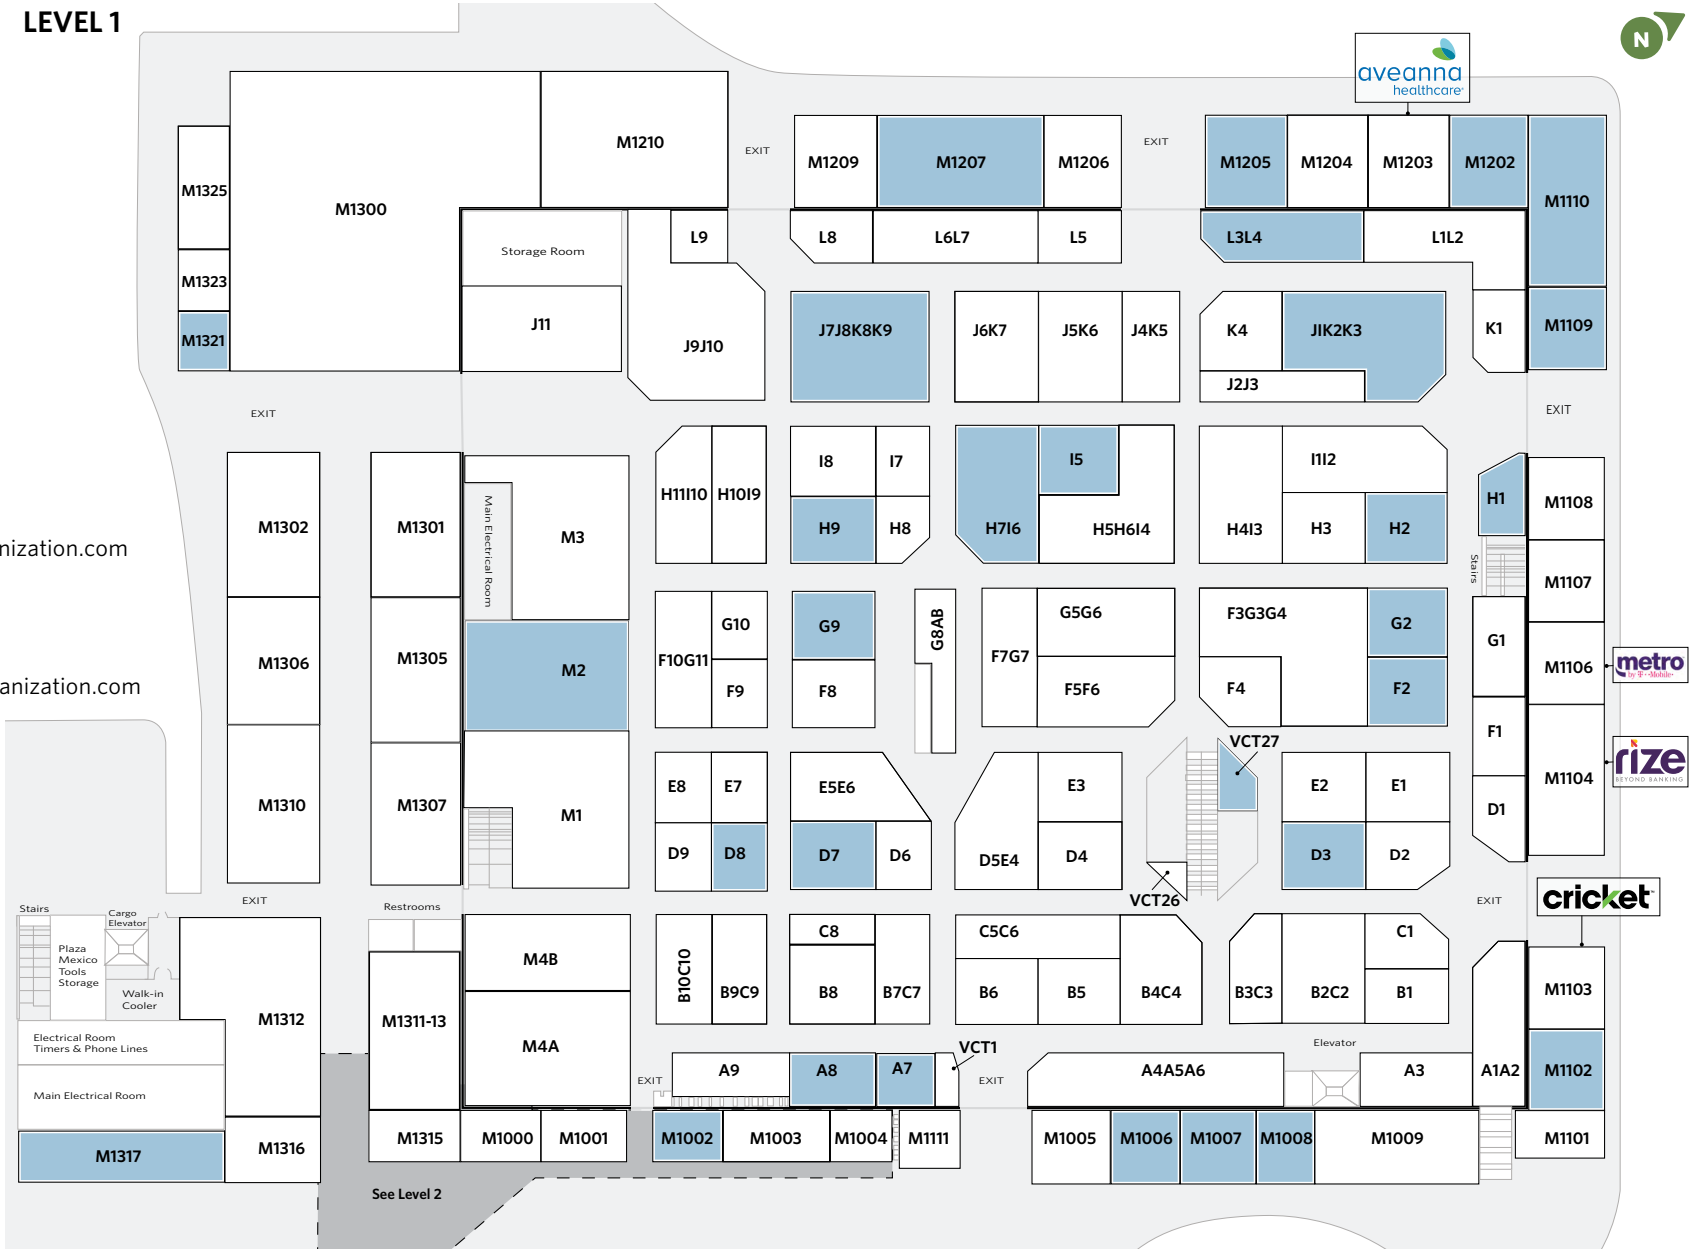 LEVEL 1
N
aveanna
healthcare
M1210
EXIT
M1209
M1207
M1206
EXIT
M1205
M1204
M1203
M1202
M1110
M1325
M1300
Storage Room
L9
L8
L6L7
L5
L3L4
L1L2
M1323
M1321
J11
J9J10
J7J8K8K9
J6K7
J5K6
J4K5
K4
JIK2K3
J2J3
K1
M1109
EXIT
EXIT
M1302
M1301
Main Electrical Room
M3
H11I10
H10I9
I8
I7
H9
H8
H7I6
I5
H5H6I4
H4I3
I1I2
H3
H2
H1
M1108
Stairs
M1107
nization.com
M1306
M1305
M2
F10G11
G10
F9
G9
F8
G8AB
F7G7
G5G6
F5F6
F3G3G4
F4
G2
F2
G1
M1106
metro
by T-Mobile
anization.com
M1310
M1307
M1
E8
E7
D9
D8
E5E6
D7
D6
D5E4
E3
D4
VCT27
VCT26
E2
E1
D3
D2
F1
D1
M1104
rize
BEYOND BANKING
EXIT
EXIT
cricket
Stairs
Cargo
Elevator
Plaza
Mexico
Tools
Storage
Walk-in
Cooler
Electrical Room
Timers & Phone Lines
Main Electrical Room
M1312
Restrooms
M1311-13
M4B
M4A
B10C10
B9C9
C8
B8
B7C7
C5C6
B6
B5
B4C4
B3C3
B2C2
C1
B1
M1103
M1102
EXIT
A9
A8
A7
VCT1
EXIT
A4A5A6
Elevator
A3
A1A2
M1317
M1316
M1315
M1000
M1001
M1002
M1003
M1004
M1111
M1005
M1006
M1007
M1008
M1009
M1101
See Level 2